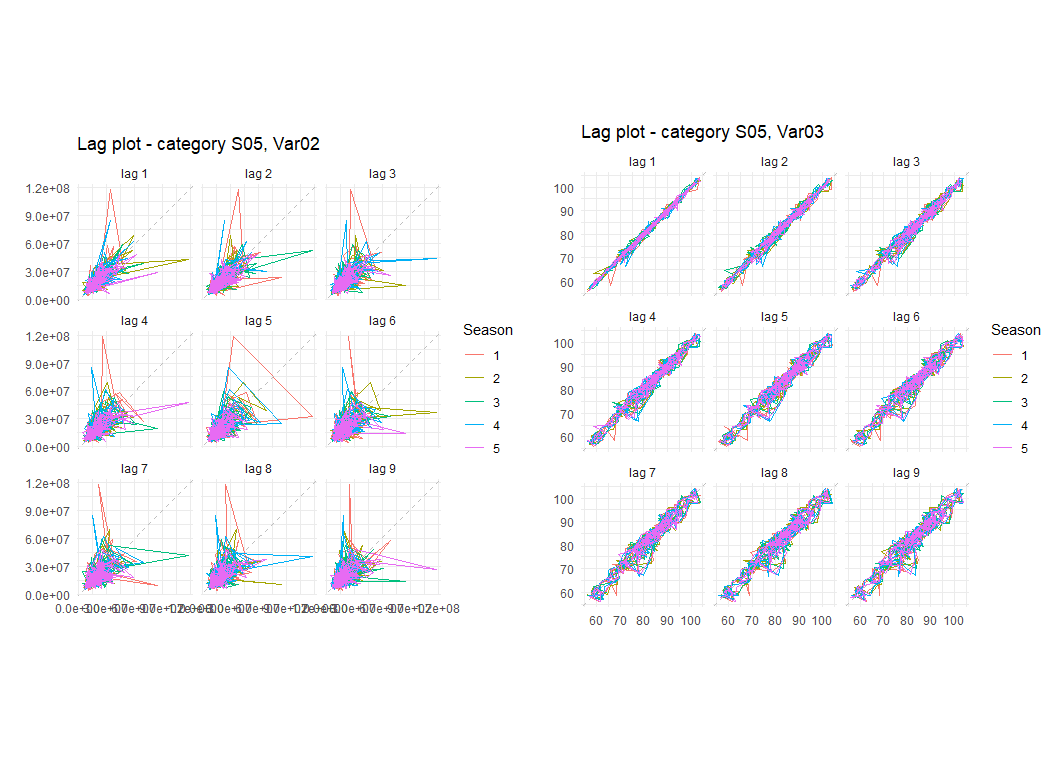 Lag plot - category S05, Var02
lag 1 lag 2 lag 3
1.2e+08
9.0e+07
6.0e+07
3.0e+07
0.0e+00
lag 4 lag 5 lag 6
1.2e+08
9.0e+07
6.0e+07
3.0e+07
0.0e+00
lag 7 lag 8 lag 9
1.2e+08
9.0e+07
6.0e+07
3.0e+07
0.0e+00
Season
1
2
3
4
5
Lag plot - category S05, Var03
lag 1 lag 2 lag 3
100
90
80
70
60
lag 4 lag 5 lag 6
100
90
80
70
60
lag 7 lag 8 lag 9
100
90
80
70
60
60 70 80 90 100 60 70 80 90 100 60 70 80 90 100
Season
1
2
3
4
5